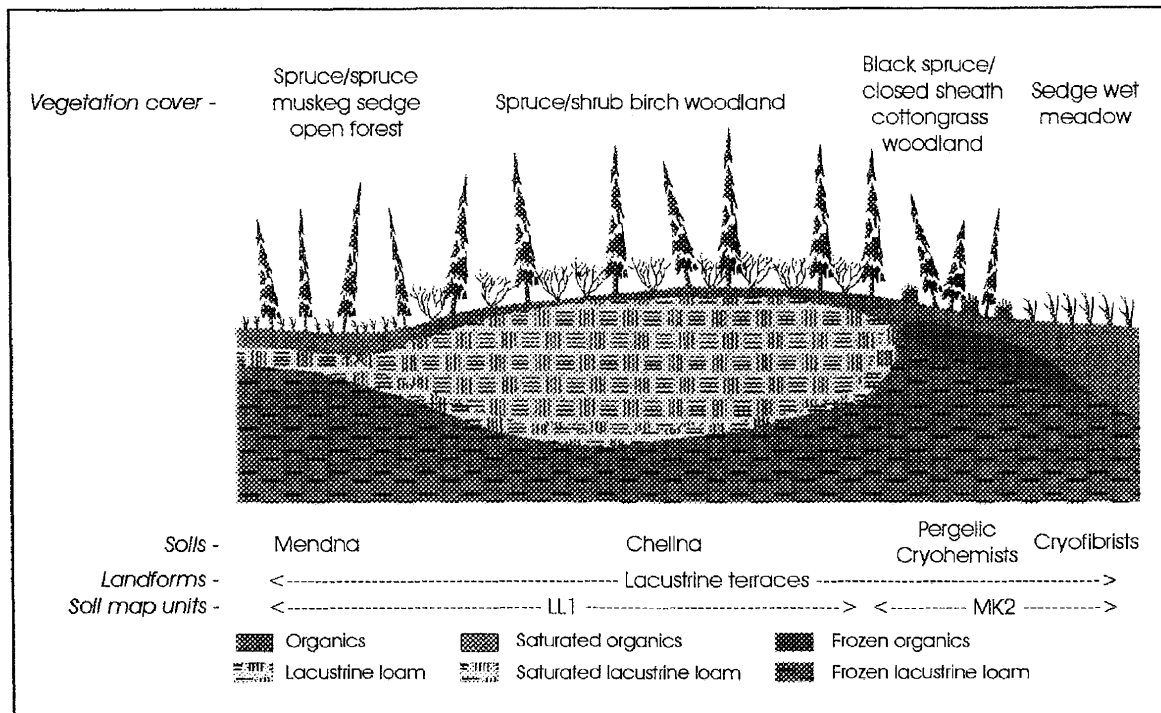 Vegetation cover -
Spruce/spruce
muskeg sedge
open forest
Spruce/shrub birch woodland
Black spruce/
closed sheath
cottongrass
woodland
Sedge wet
meadow
Soils - Mendna Chelina Pergelic
Cryohemists Cryofibrists
Landforms - <---------- Lacustrine terraces ---------->
Soil map units - <---------- LL1 ----------> <---------- MK2 ---------->
Organics Saturated organics Frozen organics
Lacustrine loam Saturated lacustrine loam Frozen lacustrine loam